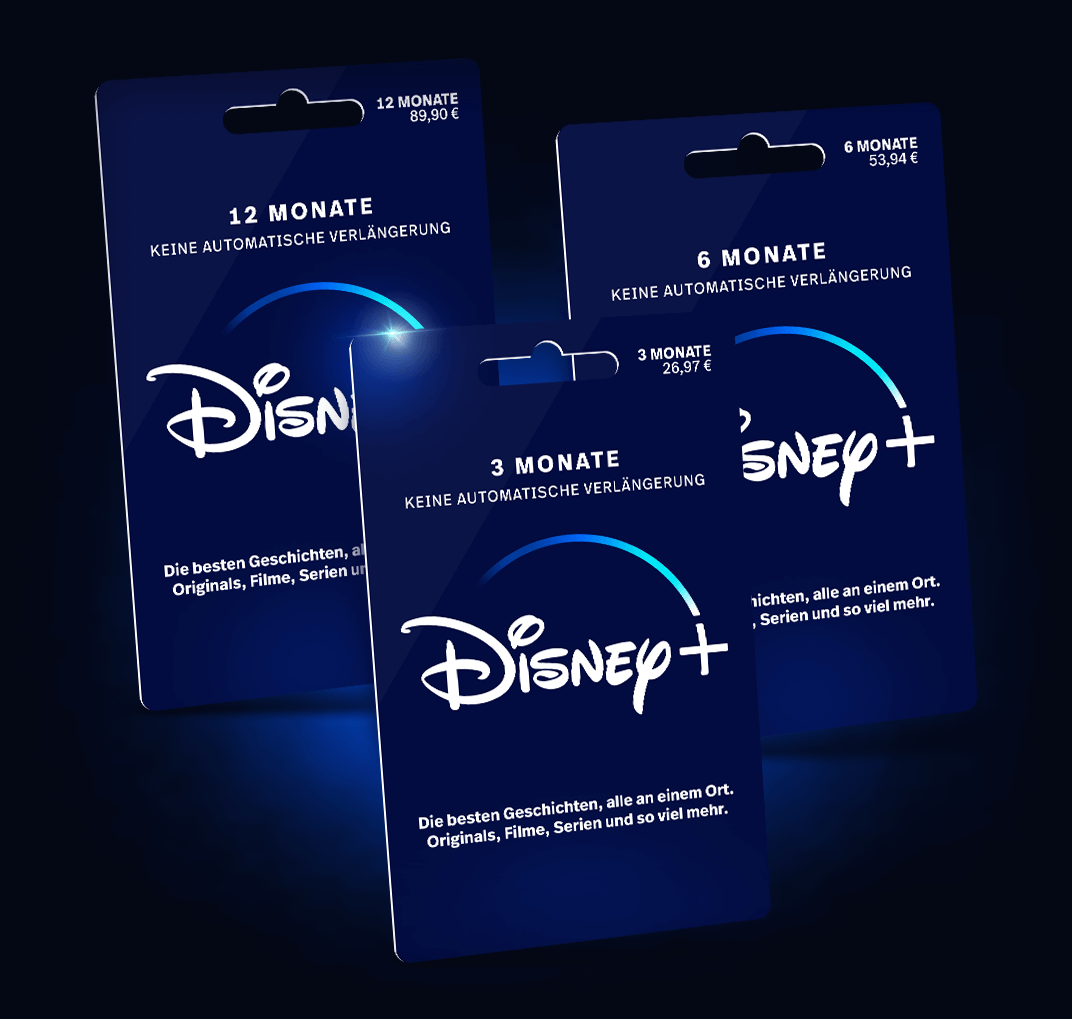 12 MONATE
89,90 €
12 MONATE
KEINE AUTOMATISCHE VERLÄNGERUNG
Die besten Geschichten,
Originals, Filme, Serien
6 MONATE
53,94 €
6 MONATE
KEINE AUTOMATISCHE VERLÄNGERUNG
DISNEY+
alle an einem Ort.
Serien und so viel mehr.
3 MONATE
26,97 €
3 MONATE
KEINE AUTOMATISCHE VERLÄNGERUNG
DISNEY+
Die besten Geschichten, alle an einem Ort.
Originals, Filme, Serien und so viel mehr.